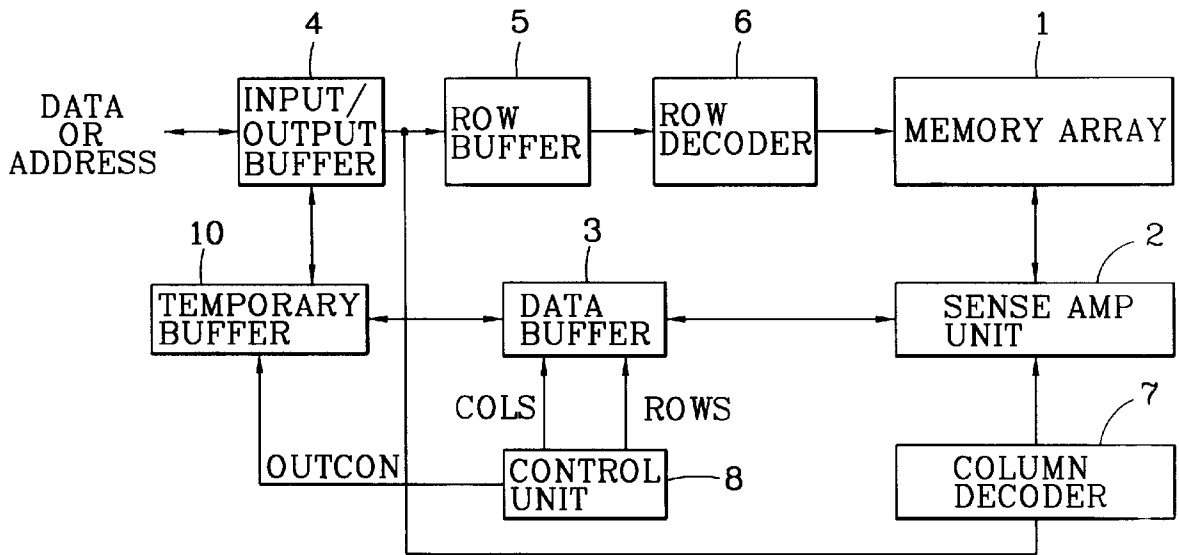 4
5
6
1
DATA
OR
ADDRESS
INPUT/
OUTPUT
BUFFER
ROW
BUFFER
ROW
DECODER
MEMORY ARRAY
10
3
2
TEMPORARY
BUFFER
DATA
BUFFER
SENSE AMP
UNIT
COLS
ROWS
7
OUTCON
CONTROL
UNIT
8
COLUMN
DECODER